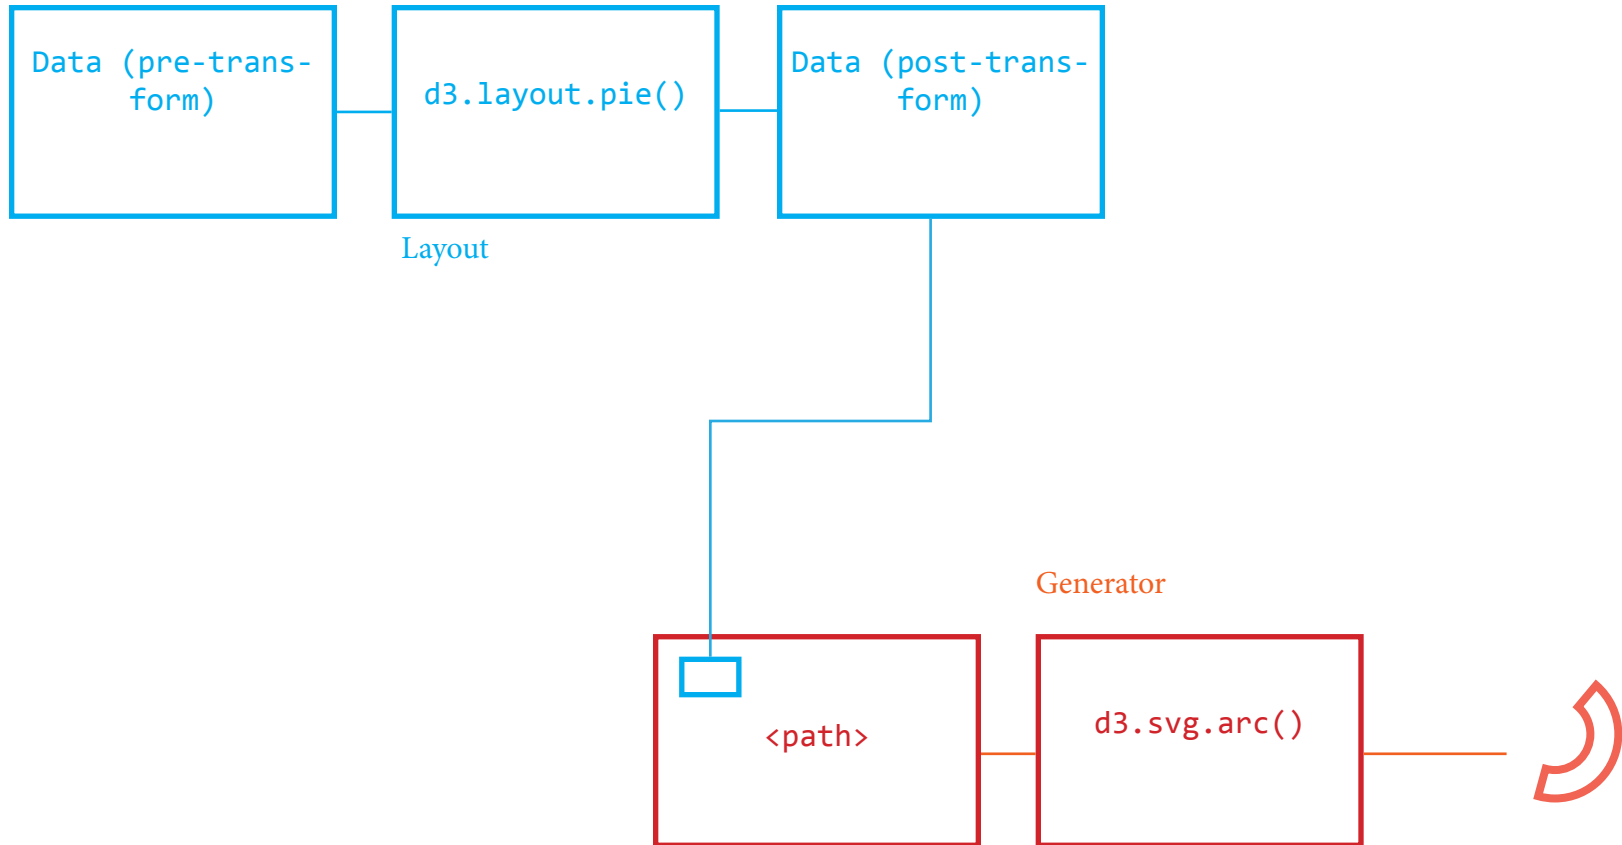 Data (pre-trans-
form)
d3.layout.pie()
Data (post-trans-
form)
Layout
Generator
<path>
d3.svg.arc()